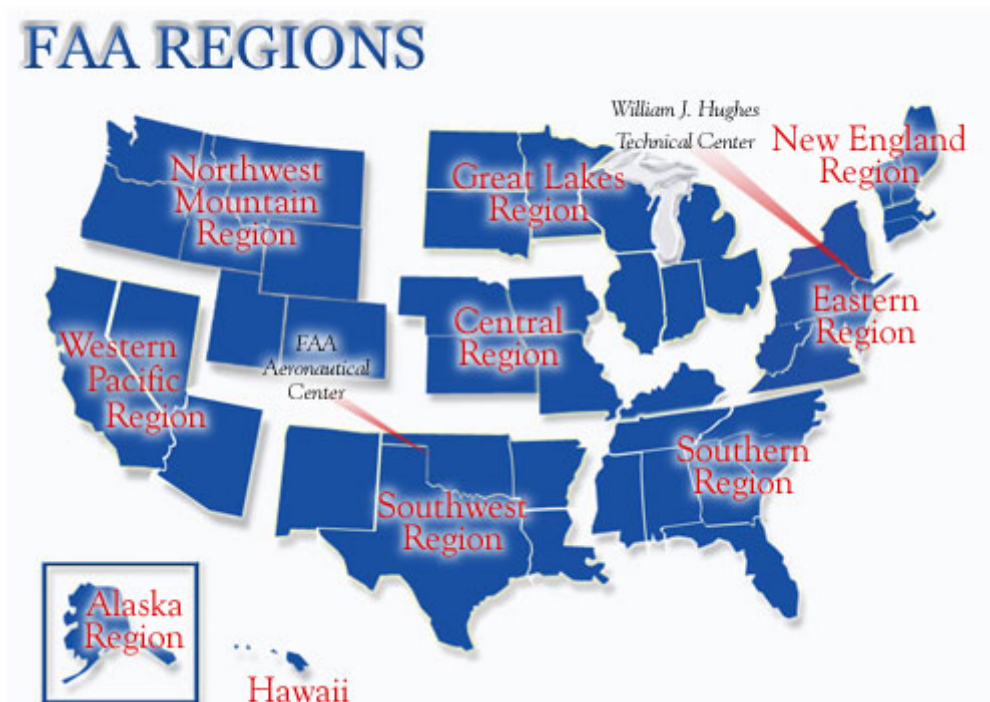 FAA REGIONS
William J. Hughes
Technical Center
New England
Region
Northwest
Mountain
Region
Great Lakes
Region
Eastern
Region
Central
Region
Western
Pacific
Region
FAA
Aeronautical
Center
Southern
Region
Southwest
Region
Alaska
Region
Hawaii